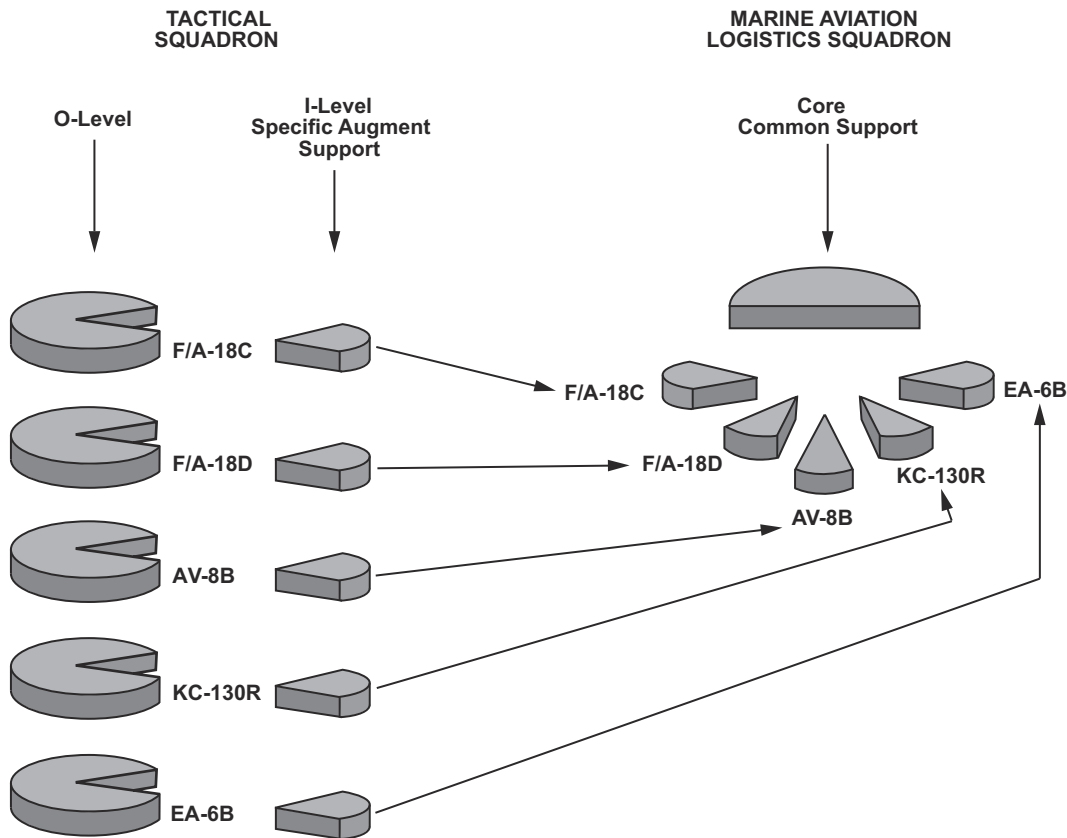 TACTICAL
SQUADRON
MARINE AVIATION
LOGISTICS SQUADRON
O-Level
I-Level
Specific Augment
Support
Core
Common Support
F/A-18C
F/A-18D
AV-8B
KC-130R
EA-6B
F/A-18C
F/A-18D
AV-8B
KC-130R
EA-6B